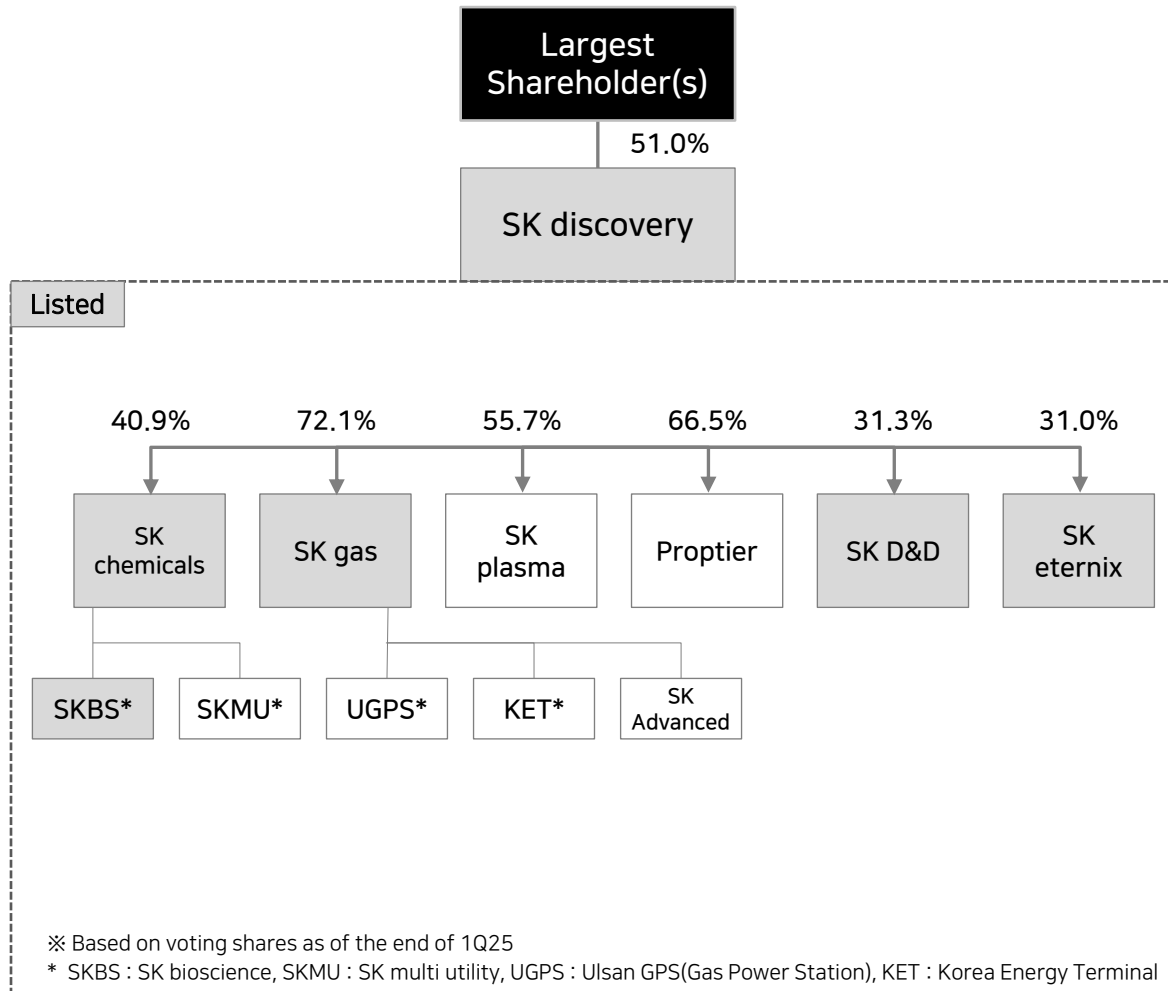 Largest
Shareholder(s)
51.0%
SK discovery
Listed
40.9% 72.1% 55.7% 66.5% 31.3% 31.0%
SK
chemicals
SK gas
SK
plasma
Proptier
SK D&D
SK
eternix
SKBS*
SKMU*
UGPS*
KET*
SK
Advanced
※ Based on voting shares as of the end of 1Q25
* SKBS : SK bioscience, SKMU : SK multi utility, UGPS : Ulsan GPS(Gas Power Station), KET : Korea Energy Terminal